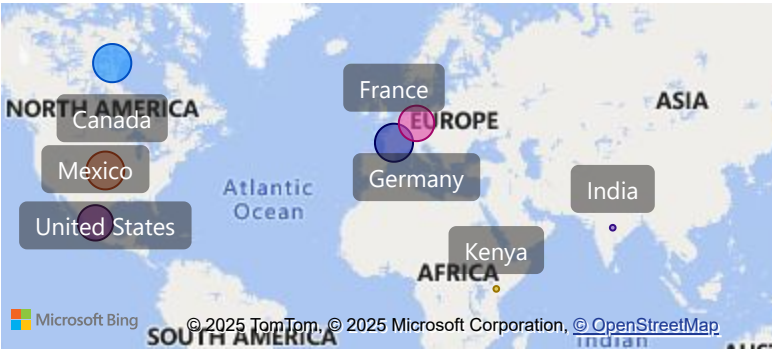 NORTH AMERICA
Canada
Mexico
United States
Atlantic
Ocean
France
EUROPE
Germany
ASIA
India
Kenya
AFRICA
SOUTH AMERICA
Indian
Microsoft Bing
© 2025 TomTom, © 2025 Microsoft Corporation, © OpenStreetMap